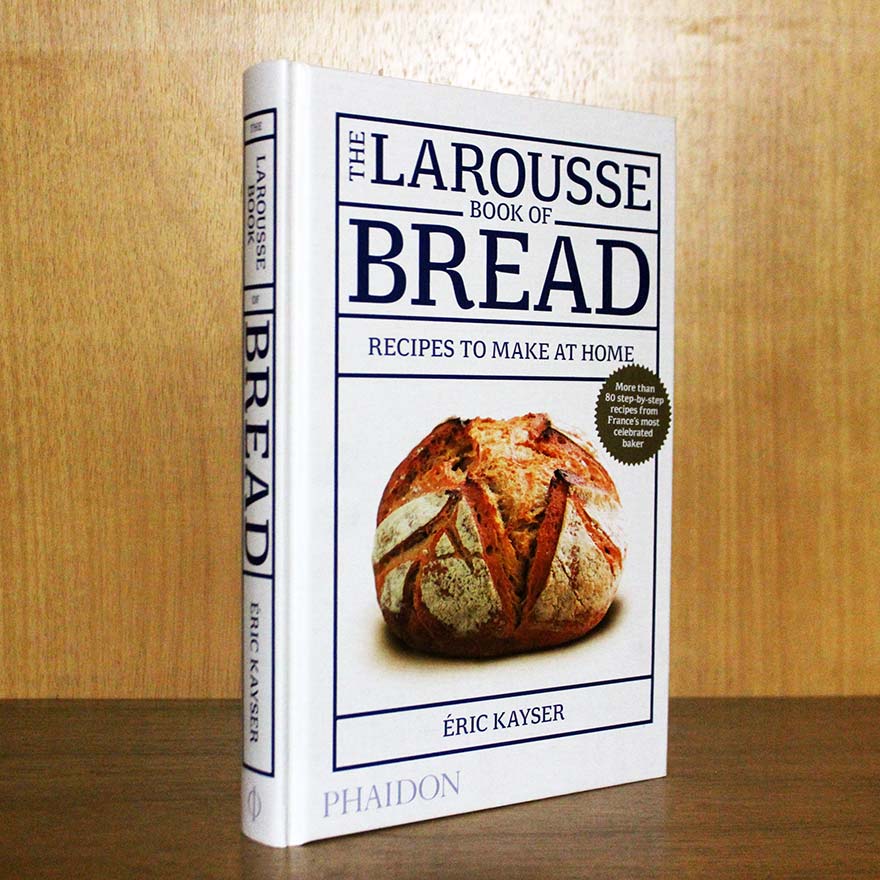 THE
LAROUSSE
BOOK OF
BREAD
RECIPES TO MAKE AT HOME
More than
80 step-by-step
recipes from
France's most
celebrated
baker
ÉRIC KAYSER
PHAIDON
THE
LAROUSSE
BOOK
OF
BREAD
ÉRIC KAYSER